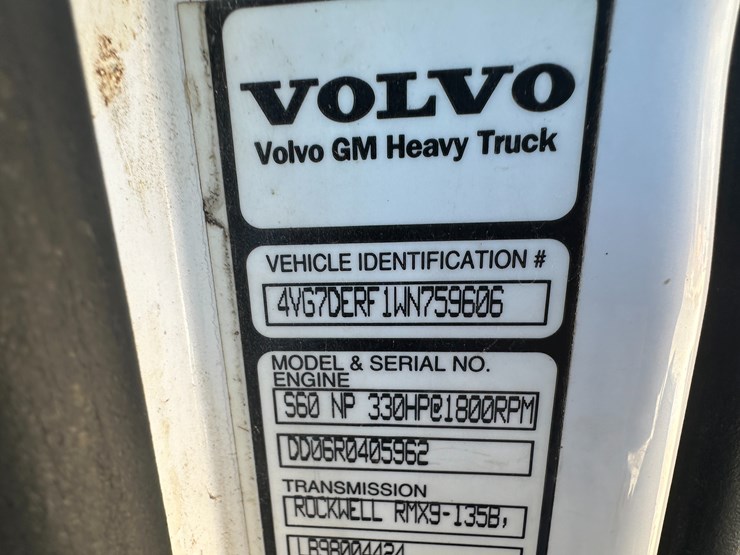 VOLVO
Volvo GM Heavy Truck
VEHICLE IDENTIFICATION #
4VG7DERF1WN759606
MODEL & SERIAL NO.
ENGINE
S60 NP 330HP@1800RPM
DD06R0405962
TRANSMISSION
ROCKWELL RMX9-135B,